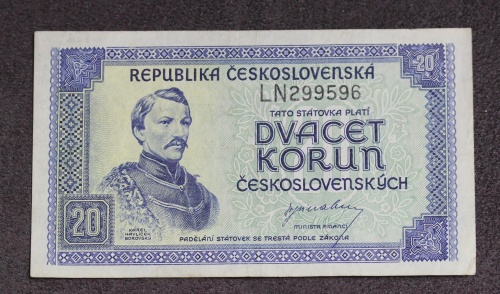 REPUBLIKA ČESKOSLOVENSKÁ
20
LN299596
TATO STÁTOVKA PLATÍ
DVACET
KORUN
ČESKOSLOVENSKÝCH
MINISTR FINANCÍ
20
KAREL
HAVLÍČEK
BOROVSKÝ
PADĚLÁNÍ STÁTOVEK SE TRESTÁ PODLE ZÁKONA